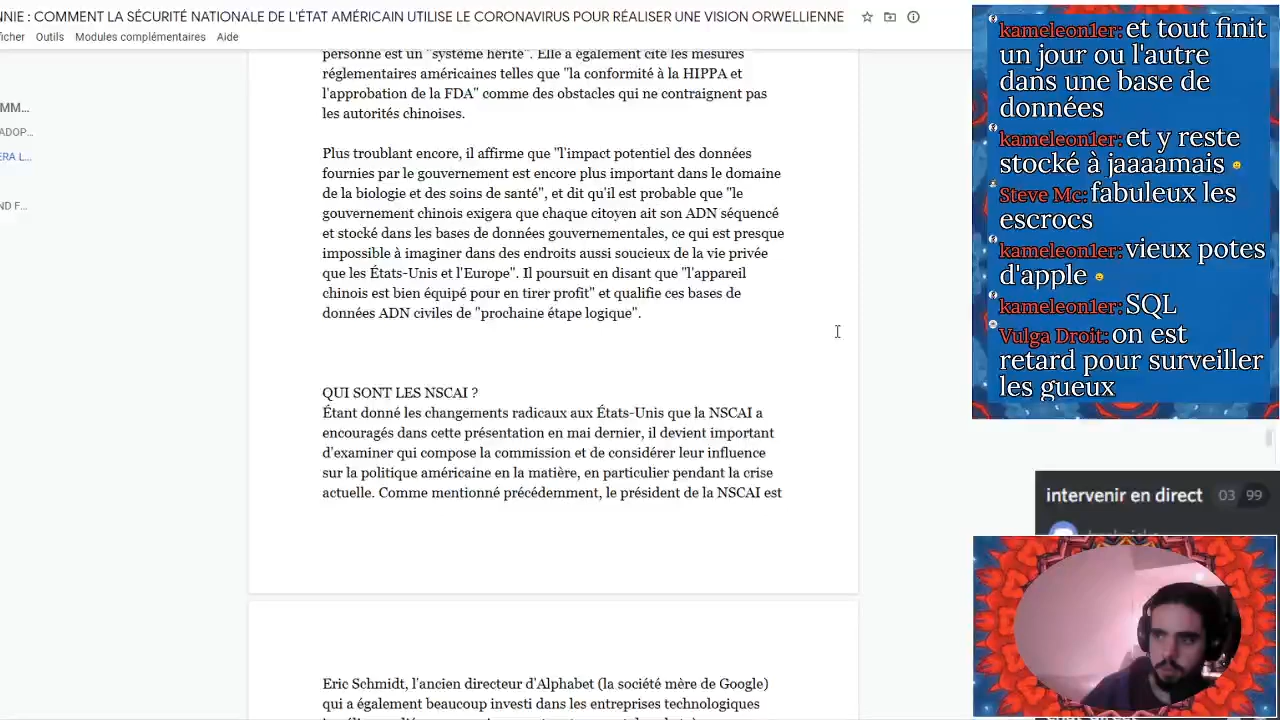 NNIE : COMMENT LA SÉCURITÉ NATIONALE DE L'ÉTAT AMÉRICAIN UTILISE LE CORONAVIRUS POUR RÉALISER UNE VISION ORWELLIENNE
ficher Outils Modules complémentaires Aide
MM...
ADOP...
ERA L...
ND F...
personne est un "système hérité". Elle a également cité les mesures
réglementaires américaines telles que "la conformité à la HIPPA et
l'approbation de la FDA" comme des obstacles qui ne contraignent pas
les autorités chinoises.
Plus troublant encore, il affirme que "l'impact potentiel des données
fournies par le gouvernement est encore plus important dans le domaine
de la biologie et des soins de santé", et dit qu'il est probable que "le
gouvernement chinois exigera que chaque citoyen ait son ADN séquencé
et stocké dans les bases de données gouvernementales, ce qui est presque
impossible à imaginer dans des endroits aussi soucieux de la vie privée
que les États-Unis et l'Europe". Il poursuit en disant que "l'appareil
chinois est bien équipé pour en tirer profit" et qualifie ces bases de
données ADN civiles de "prochaine étape logique".
QUI SONT LES NSCAI ?
Étant donné les changements radicaux aux États-Unis que la NSCAI a
encouragés dans cette présentation en mai dernier, il devient important
d'examiner qui compose la commission et de considérer leur influence
sur la politique américaine en la matière, en particulier pendant la crise
actuelle. Comme mentionné précédemment, le président de la NSCAI est
Eric Schmidt, l'ancien directeur d'Alphabet (la société mère de Google)
qui a également beaucoup investi dans les entreprises technologiques
kameleon1er: et tout finit
un jour ou l'autre
dans une base de
données
kameleon1er: et y reste
stocké à jaaaamais
Steve Mc: fabuleux les
escrocs
kameleon1er: vieux potes
d'apple
kameleon1er: SQL
Vulga Droit: on est
retard pour surveiller
les gueux
intervenir en direct 03 99